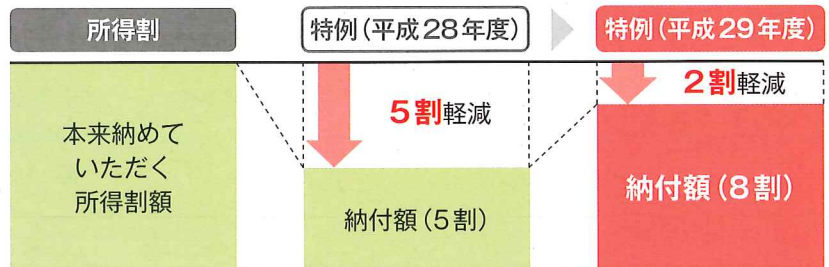 所得割
特例(平成28年度)
特例(平成29年度)
本来納めて
いただく
所得割額
5割軽減
納付額(5割)
2割軽減
納付額(8割)